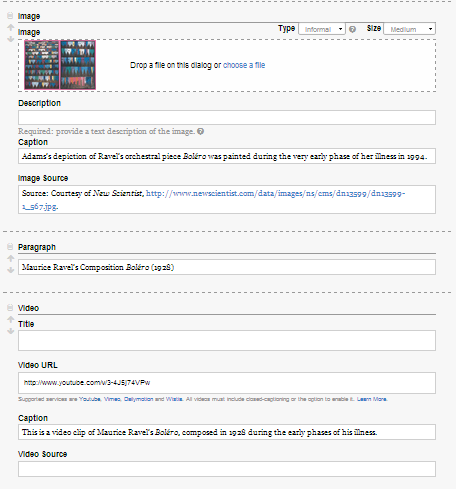 Image
Image Type Informal Size Medium
Drop a file on this dialog or choose a file
Description
Required: provide a text description of the image.
Caption
Adams's depiction of Ravel's orchestral piece Boléro was painted during the very early phase of her illness in 1994.
Image Source
Source: Courtesy of New Scientist, http://www.newscientist.com/data/images/ns/cms/dn13599/dn13599-
1_567.jpg.
Paragraph
Maurice Ravel's Composition Boléro (1928)
Video
Title
Video URL
http://www.youtube.com/v/3-4J5j74VPw
Supported services are Youtube, Vimeo, Dailymotion and Wistia. All videos must include closed-captioning or the option to enable it. Learn More.
Caption
This is a video clip of Maurice Ravel's Boléro, composed in 1928 during the early phases of his illness.
Video Source